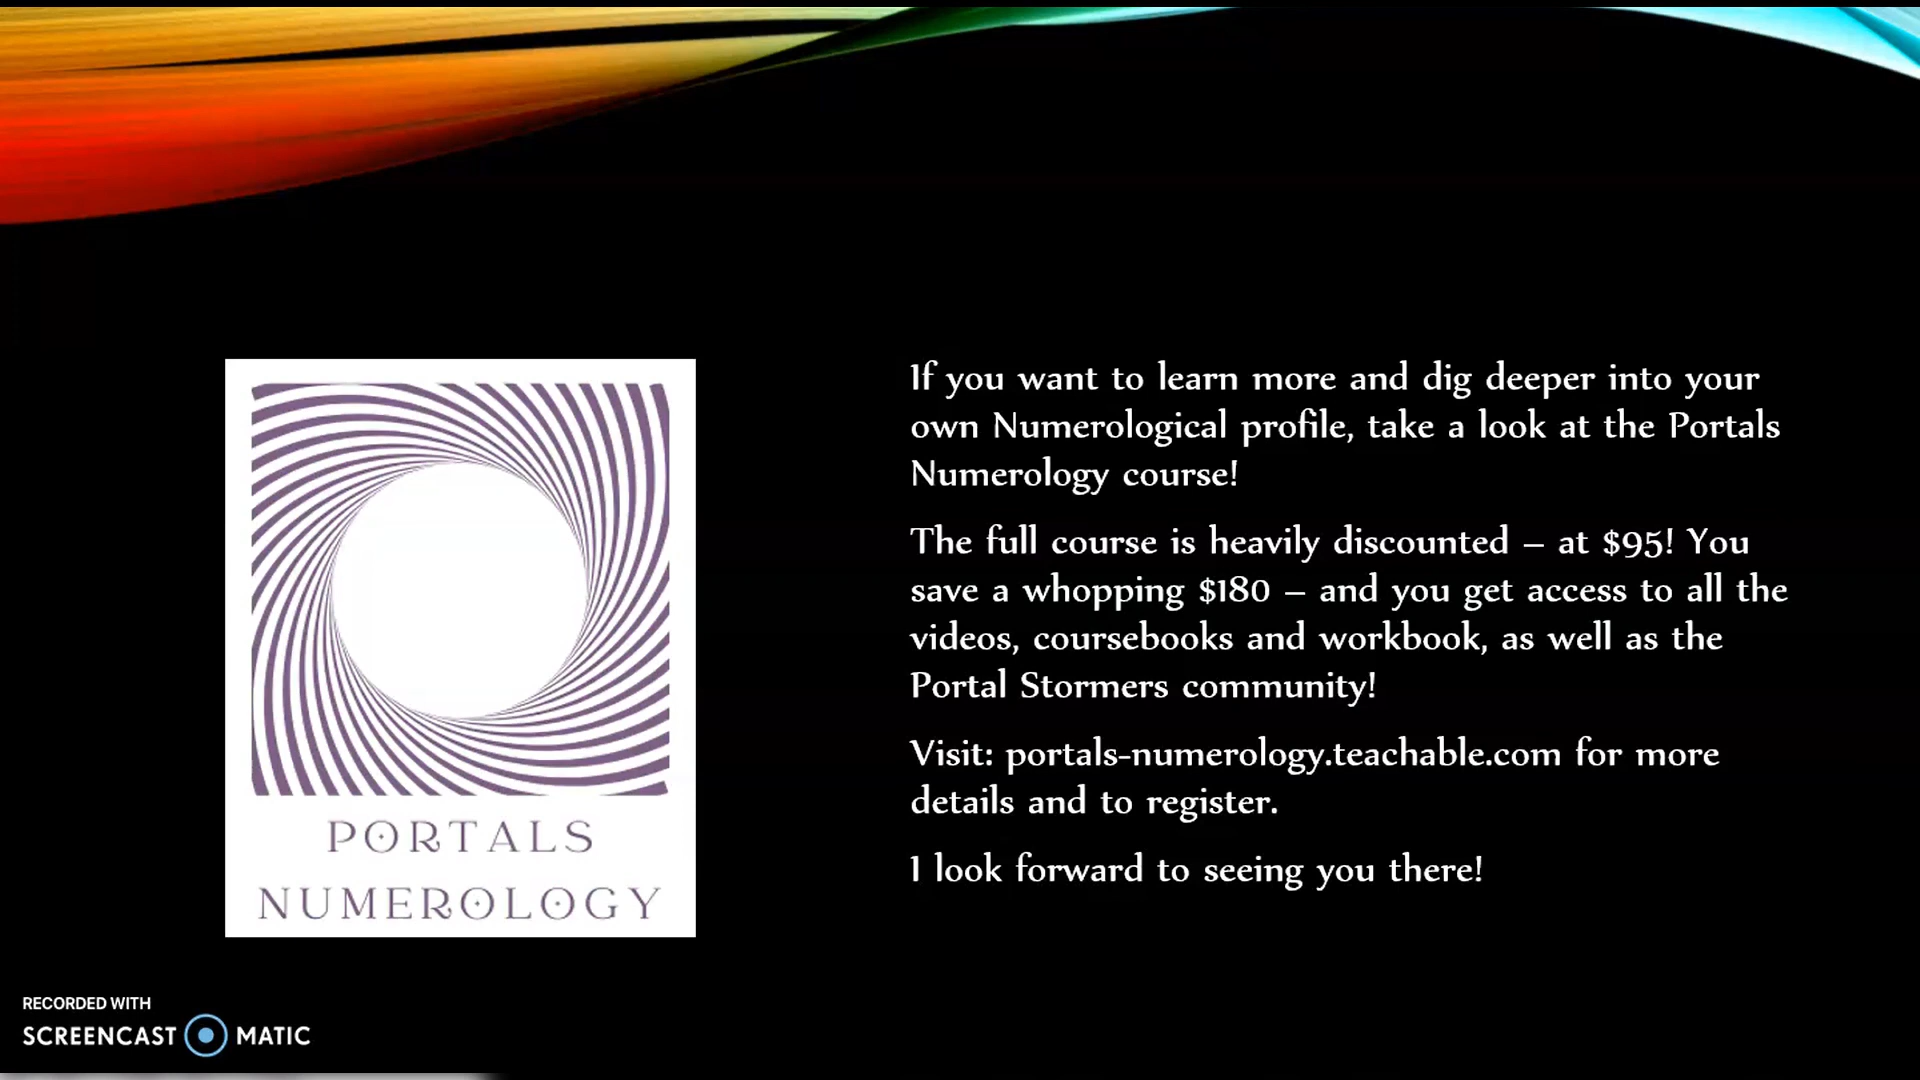 If you want to learn more and dig deeper into your
own Numerological profile, take a look at the Portals
Numerology course!
The full course is heavily discounted – at $95! You
save a whopping $180 – and you get access to all the
videos, coursebooks and workbook, as well as the
Portal Stormers community!
Visit: portals-numerology.teachable.com for more
details and to register.
I look forward to seeing you there!
PORTALS
NUMEROLOGY
RECORDED WITH
SCREENCAST MATIC